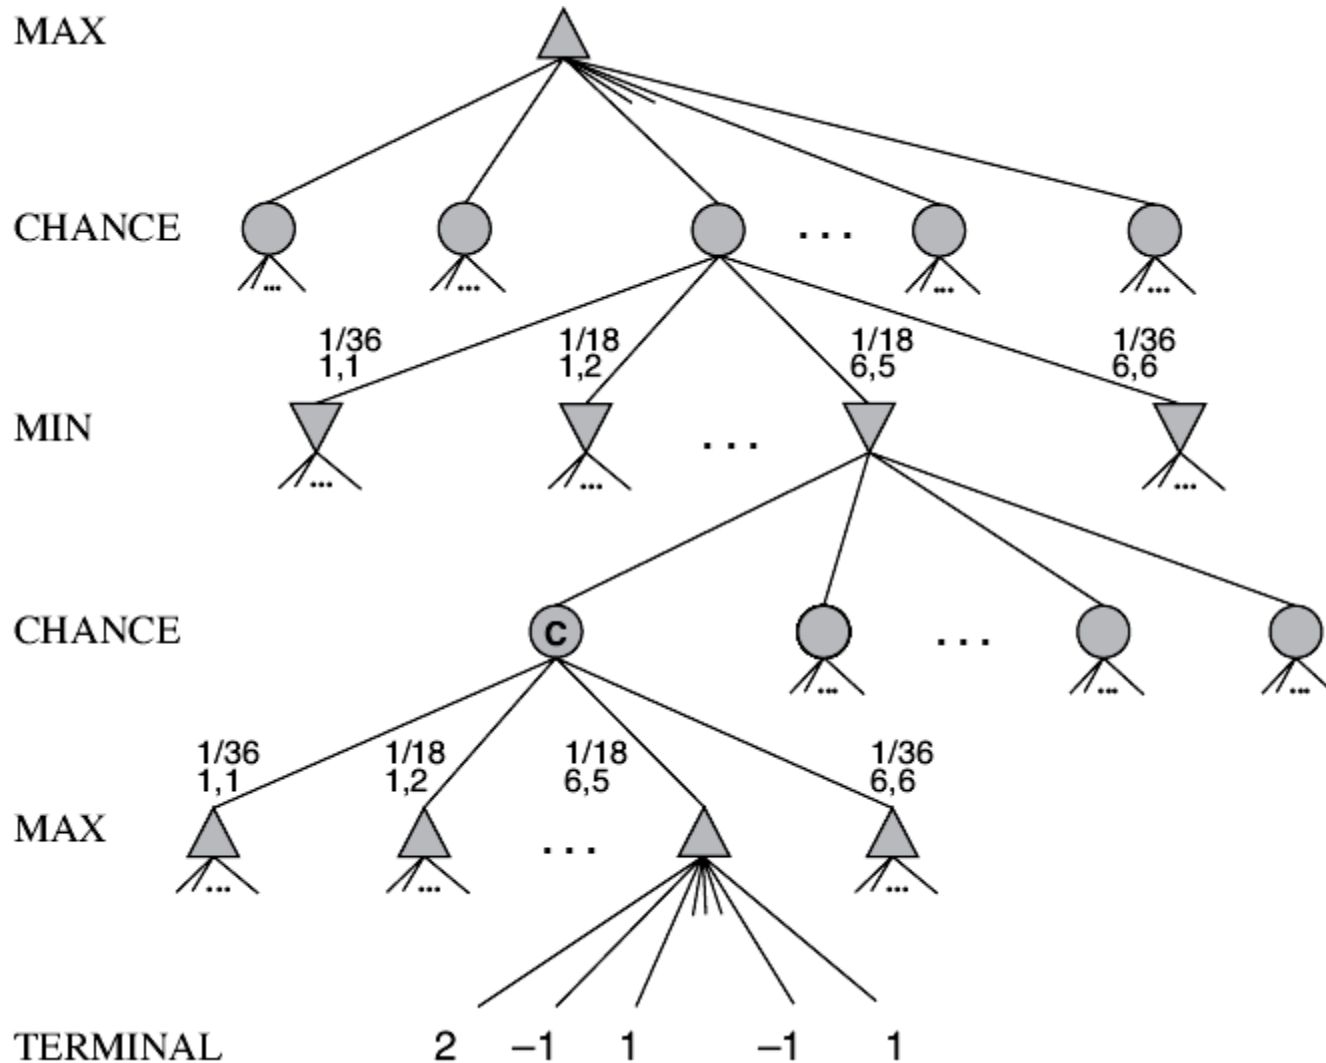 MAX
CHANCE
...
... ... ... ...
1/36 1/18 1/18 1/36
1,1 1,2 6,5 6,6
MIN
...
... ... ...
CHANCE
C
...
... ... ...
1/36 1/18 1/18 1/36
1,1 1,2 6,5 6,6
MAX
...
... ... ...
TERMINAL 2 –1 1 –1 1